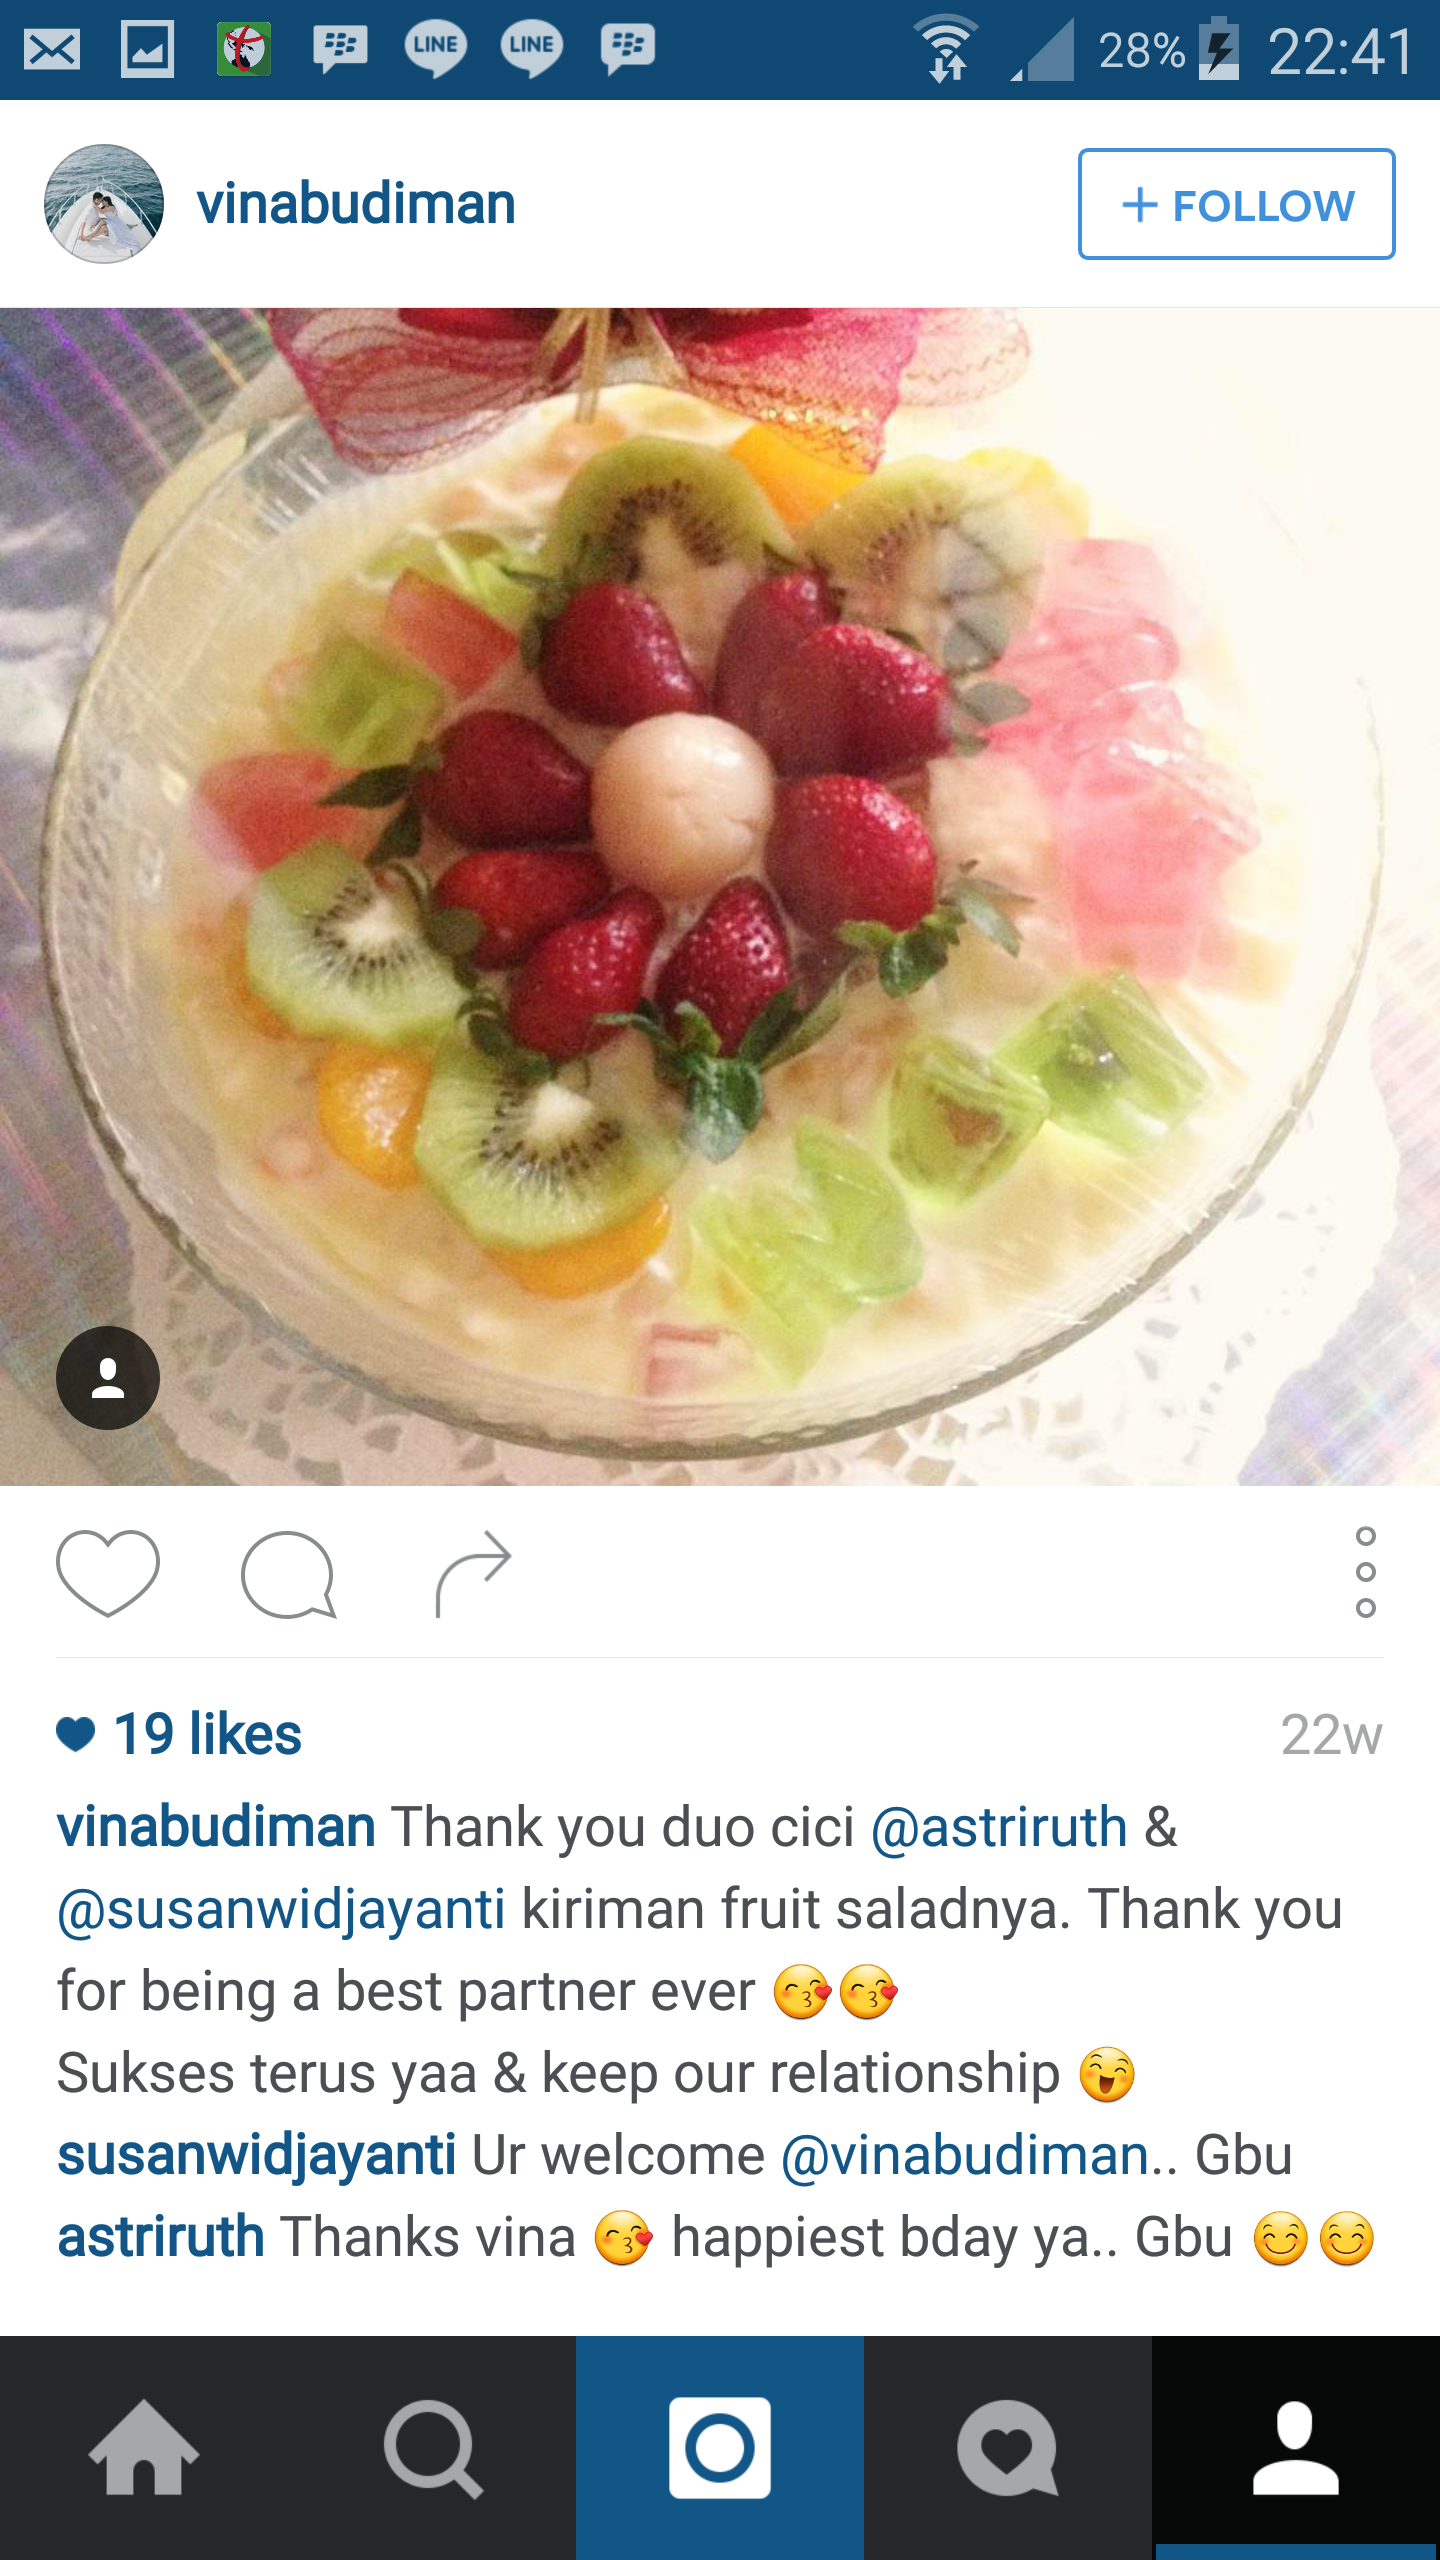 LINE LINE 28% 22:41
vinabudiman + FOLLOW
19 likes 22w
vinabudiman Thank you duo cici @astriruth &
@susanwidjayanti kiriman fruit saladnya. Thank you
for being a best partner ever 😙😙
Sukses terus yaa & keep our relationship 😄
susanwidjayanti Ur welcome @vinabudiman.. Gbu
astriruth Thanks vina 😙 happiest bday ya.. Gbu 😊😊